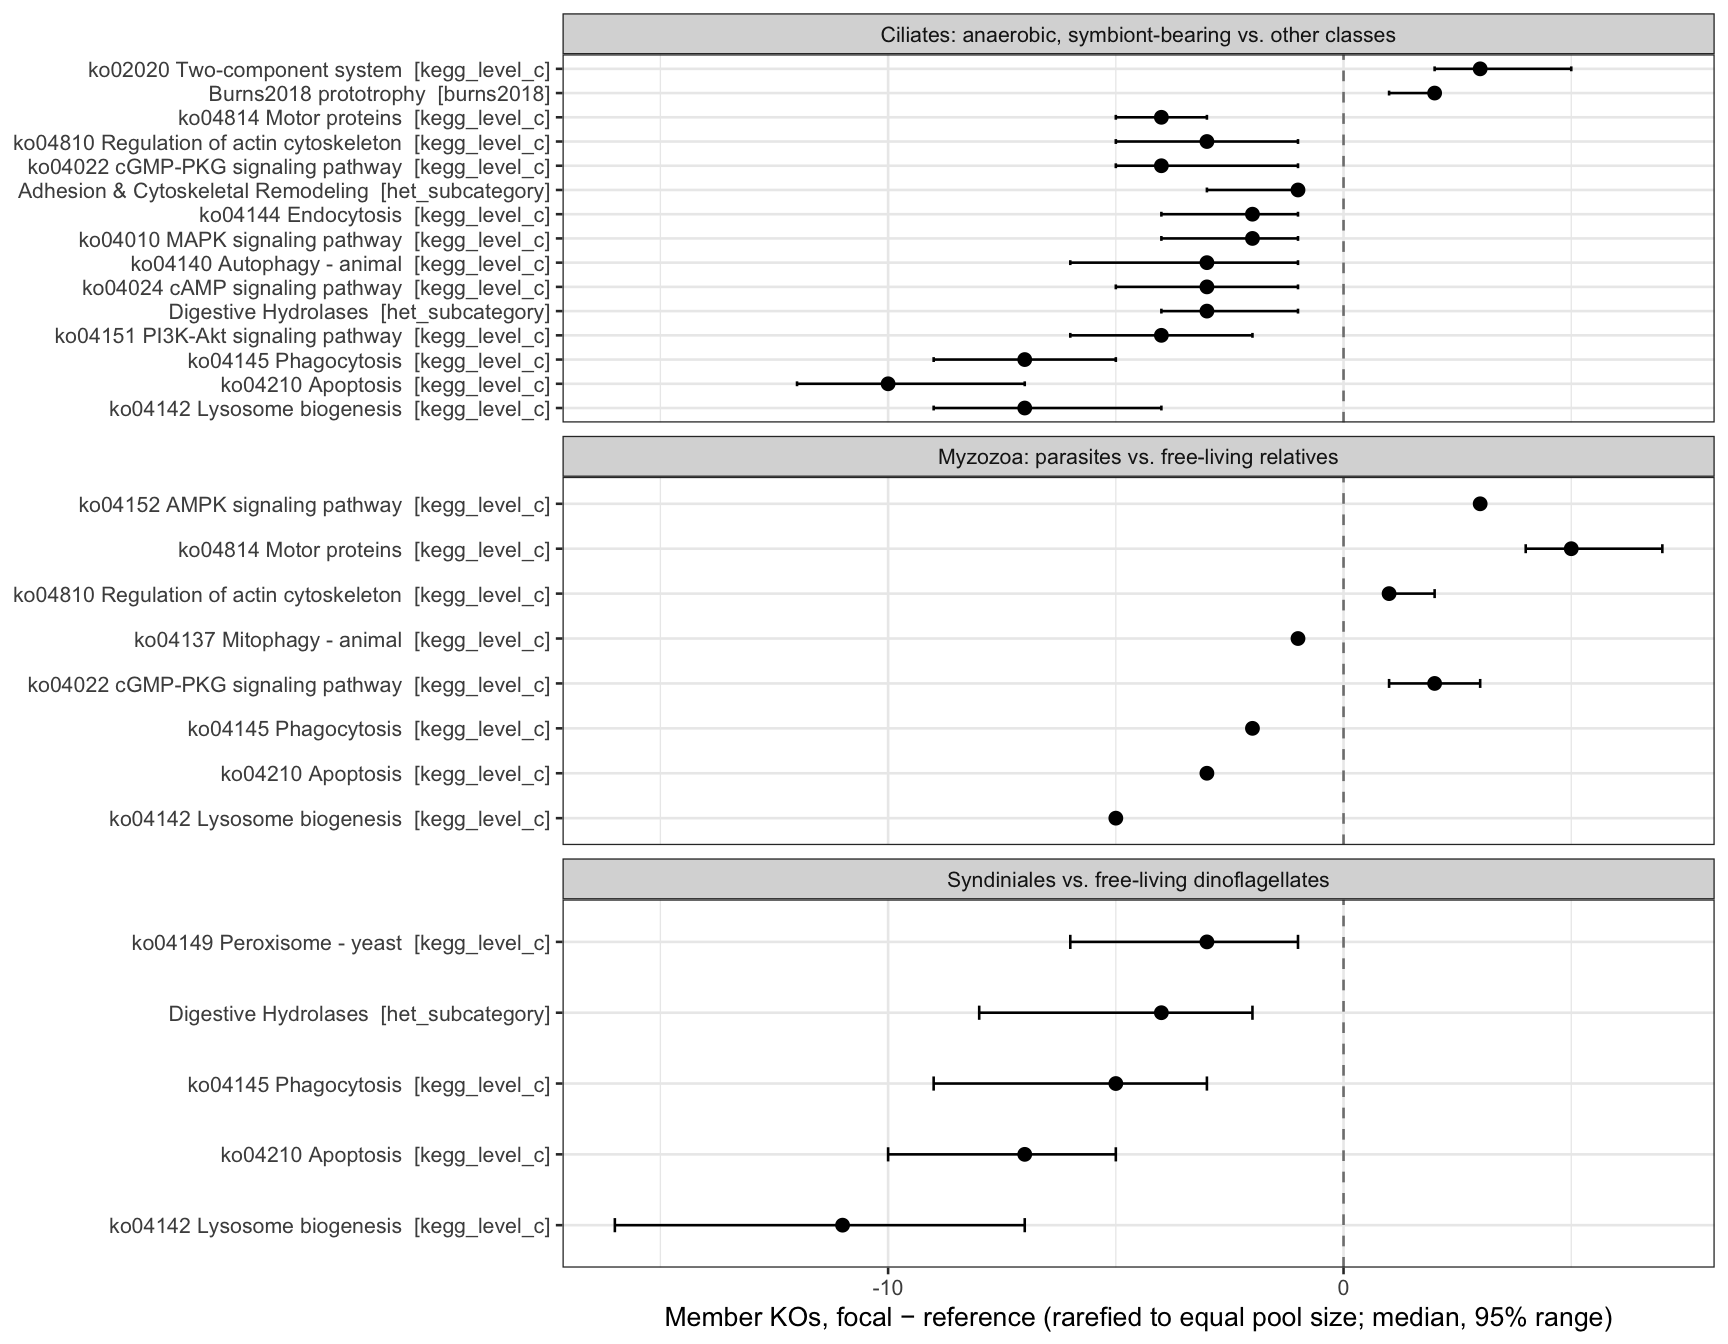 Ciliates: anaerobic, symbiont-bearing vs. other classes
ko02020 Two-component system [kegg_level_c]
Burns2018 prototrophy [burns2018]
ko04814 Motor proteins [kegg_level_c]
ko04810 Regulation of actin cytoskeleton [kegg_level_c]
ko04022 cGMP-PKG signaling pathway [kegg_level_c]
Adhesion & Cytoskeletal Remodeling [het_subcategory]
ko04144 Endocytosis [kegg_level_c]
ko04010 MAPK signaling pathway [kegg_level_c]
ko04140 Autophagy - animal [kegg_level_c]
ko04024 cAMP signaling pathway [kegg_level_c]
Digestive Hydrolases [het_subcategory]
ko04151 PI3K-Akt signaling pathway [kegg_level_c]
ko04145 Phagocytosis [kegg_level_c]
ko04210 Apoptosis [kegg_level_c]
ko04142 Lysosome biogenesis [kegg_level_c]
Myzozoa: parasites vs. free-living relatives
ko04152 AMPK signaling pathway [kegg_level_c]
ko04814 Motor proteins [kegg_level_c]
ko04810 Regulation of actin cytoskeleton [kegg_level_c]
ko04137 Mitophagy - animal [kegg_level_c]
ko04022 cGMP-PKG signaling pathway [kegg_level_c]
ko04145 Phagocytosis [kegg_level_c]
ko04210 Apoptosis [kegg_level_c]
ko04142 Lysosome biogenesis [kegg_level_c]
Syndiniales vs. free-living dinoflagellates
ko04149 Peroxisome - yeast [kegg_level_c]
Digestive Hydrolases [het_subcategory]
ko04145 Phagocytosis [kegg_level_c]
ko04210 Apoptosis [kegg_level_c]
ko04142 Lysosome biogenesis [kegg_level_c]
-10 0
Member KOs, focal − reference (rarefied to equal pool size; median, 95% range)